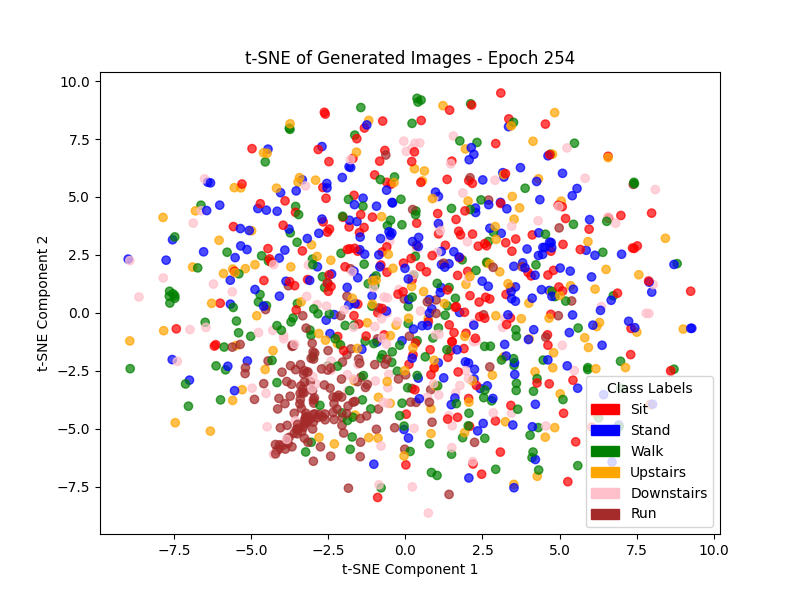 t-SNE of Generated Images - Epoch 254
10.0
7.5
5.0
2.5
0.0
−2.5
−5.0
−7.5
t-SNE Component 2
Class Labels
Sit
Stand
Walk
Upstairs
Downstairs
Run
−7.5 −5.0 −2.5 0.0 2.5 5.0 7.5 10.0
t-SNE Component 1